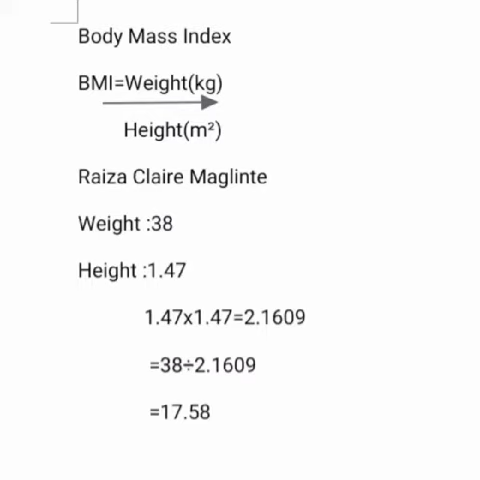 Body Mass Index
BMI=Weight(kg)
Height(m²)
Raiza Claire Maglinte
Weight :38
Height :1.47
1.47x1.47=2.1609
=38÷2.1609
=17.58